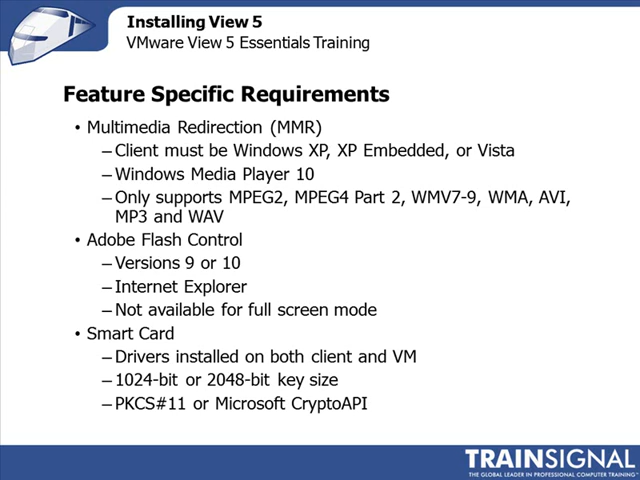 Installing View 5
VMware View 5 Essentials Training
Feature Specific Requirements
• Multimedia Redirection (MMR)
– Client must be Windows XP, XP Embedded, or Vista
– Windows Media Player 10
– Only supports MPEG2, MPEG4 Part 2, WMV7-9, WMA, AVI,
MP3 and WAV
• Adobe Flash Control
– Versions 9 or 10
– Internet Explorer
– Not available for full screen mode
• Smart Card
– Drivers installed on both client and VM
– 1024-bit or 2048-bit key size
– PKCS#11 or Microsoft CryptoAPI
TRAINSIGNAL
THE GLOBAL LEADER IN PROFESSIONAL COMPUTER TRAINING